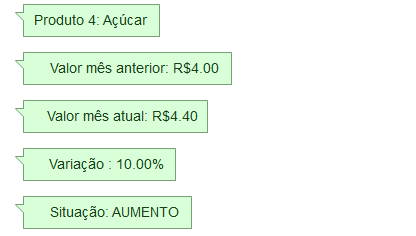 Produto 4: Açúcar
Valor mês anterior: R$4.00
Valor mês atual: R$4.40
Variação : 10.00%
Situação: AUMENTO